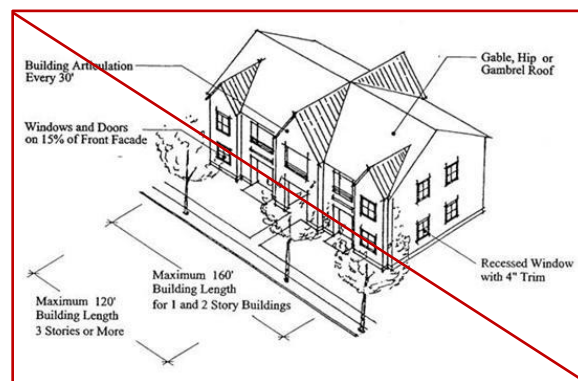 Building Articulation
Every 30'
Gable, Hip or
Gambrel Roof
Windows and Doors
on 15% of Front Facade
Recessed Window
with 4" Trim
Maximum 160'
Building Length
for 1 and 2 Story Buildings
Maximum 120'
Building Length
3 Stories or More